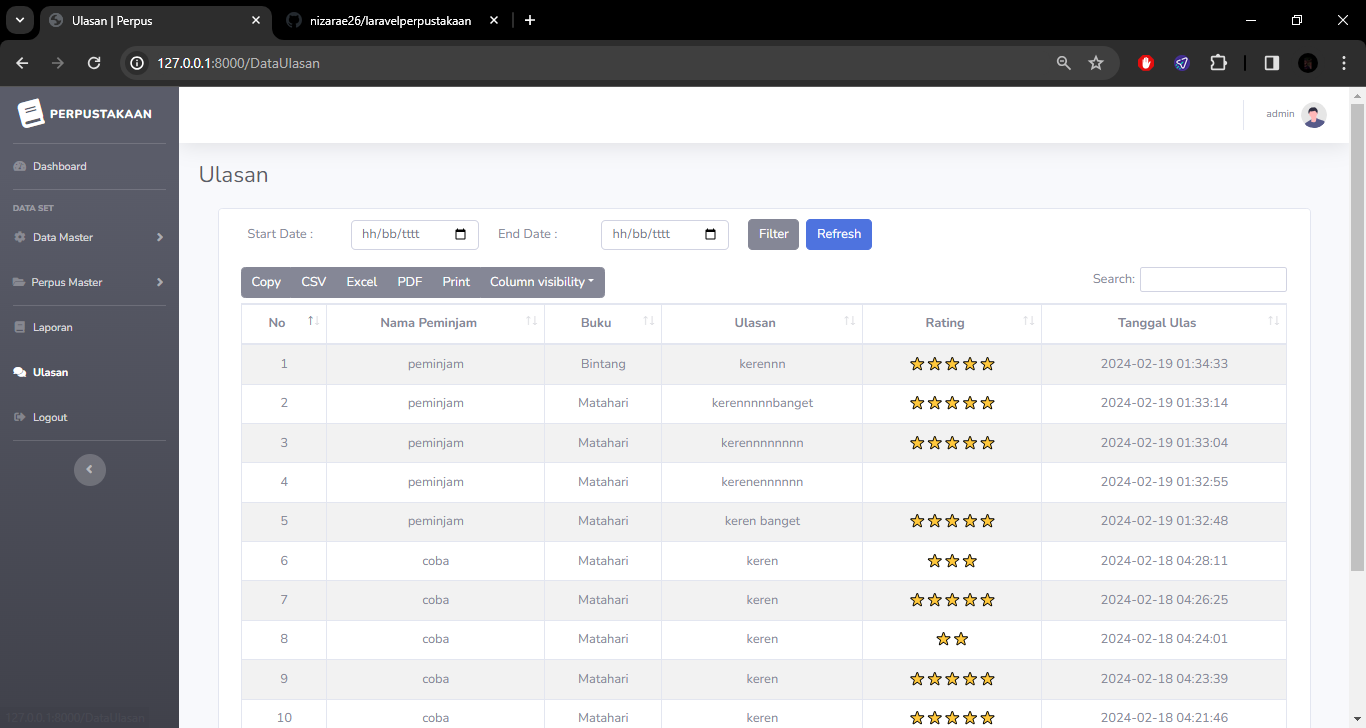 Ulasan | Perpus
nizarae26/laravelperpustakaan
127.0.0.1:8000/DataUlasan
PERPUSTAKAAN
admin
Dashboard
DATA SET
Data Master
Perpus Master
Laporan
Ulasan
Logout
127.0.0.1:8000/DataUlasan
Ulasan
Start Date : hh/bb/tttt End Date : hh/bb/tttt Filter Refresh
Copy CSV Excel PDF Print Column visibility
Search:
No Nama Peminjam Buku Ulasan Rating Tanggal Ulas
1 peminjam Bintang kerennn 2024-02-19 01:34:33
2 peminjam Matahari kerennnnnbanget 2024-02-19 01:33:14
3 peminjam Matahari kerennnnnnnn 2024-02-19 01:33:04
4 peminjam Matahari kerenennnnnn 2024-02-19 01:32:55
5 peminjam Matahari keren banget 2024-02-19 01:32:48
6 coba Matahari keren 2024-02-18 04:28:11
7 coba Matahari keren 2024-02-18 04:26:25
8 coba Matahari keren 2024-02-18 04:24:01
9 coba Matahari keren 2024-02-18 04:23:39
10 coba Matahari keren 2024-02-18 04:21:46